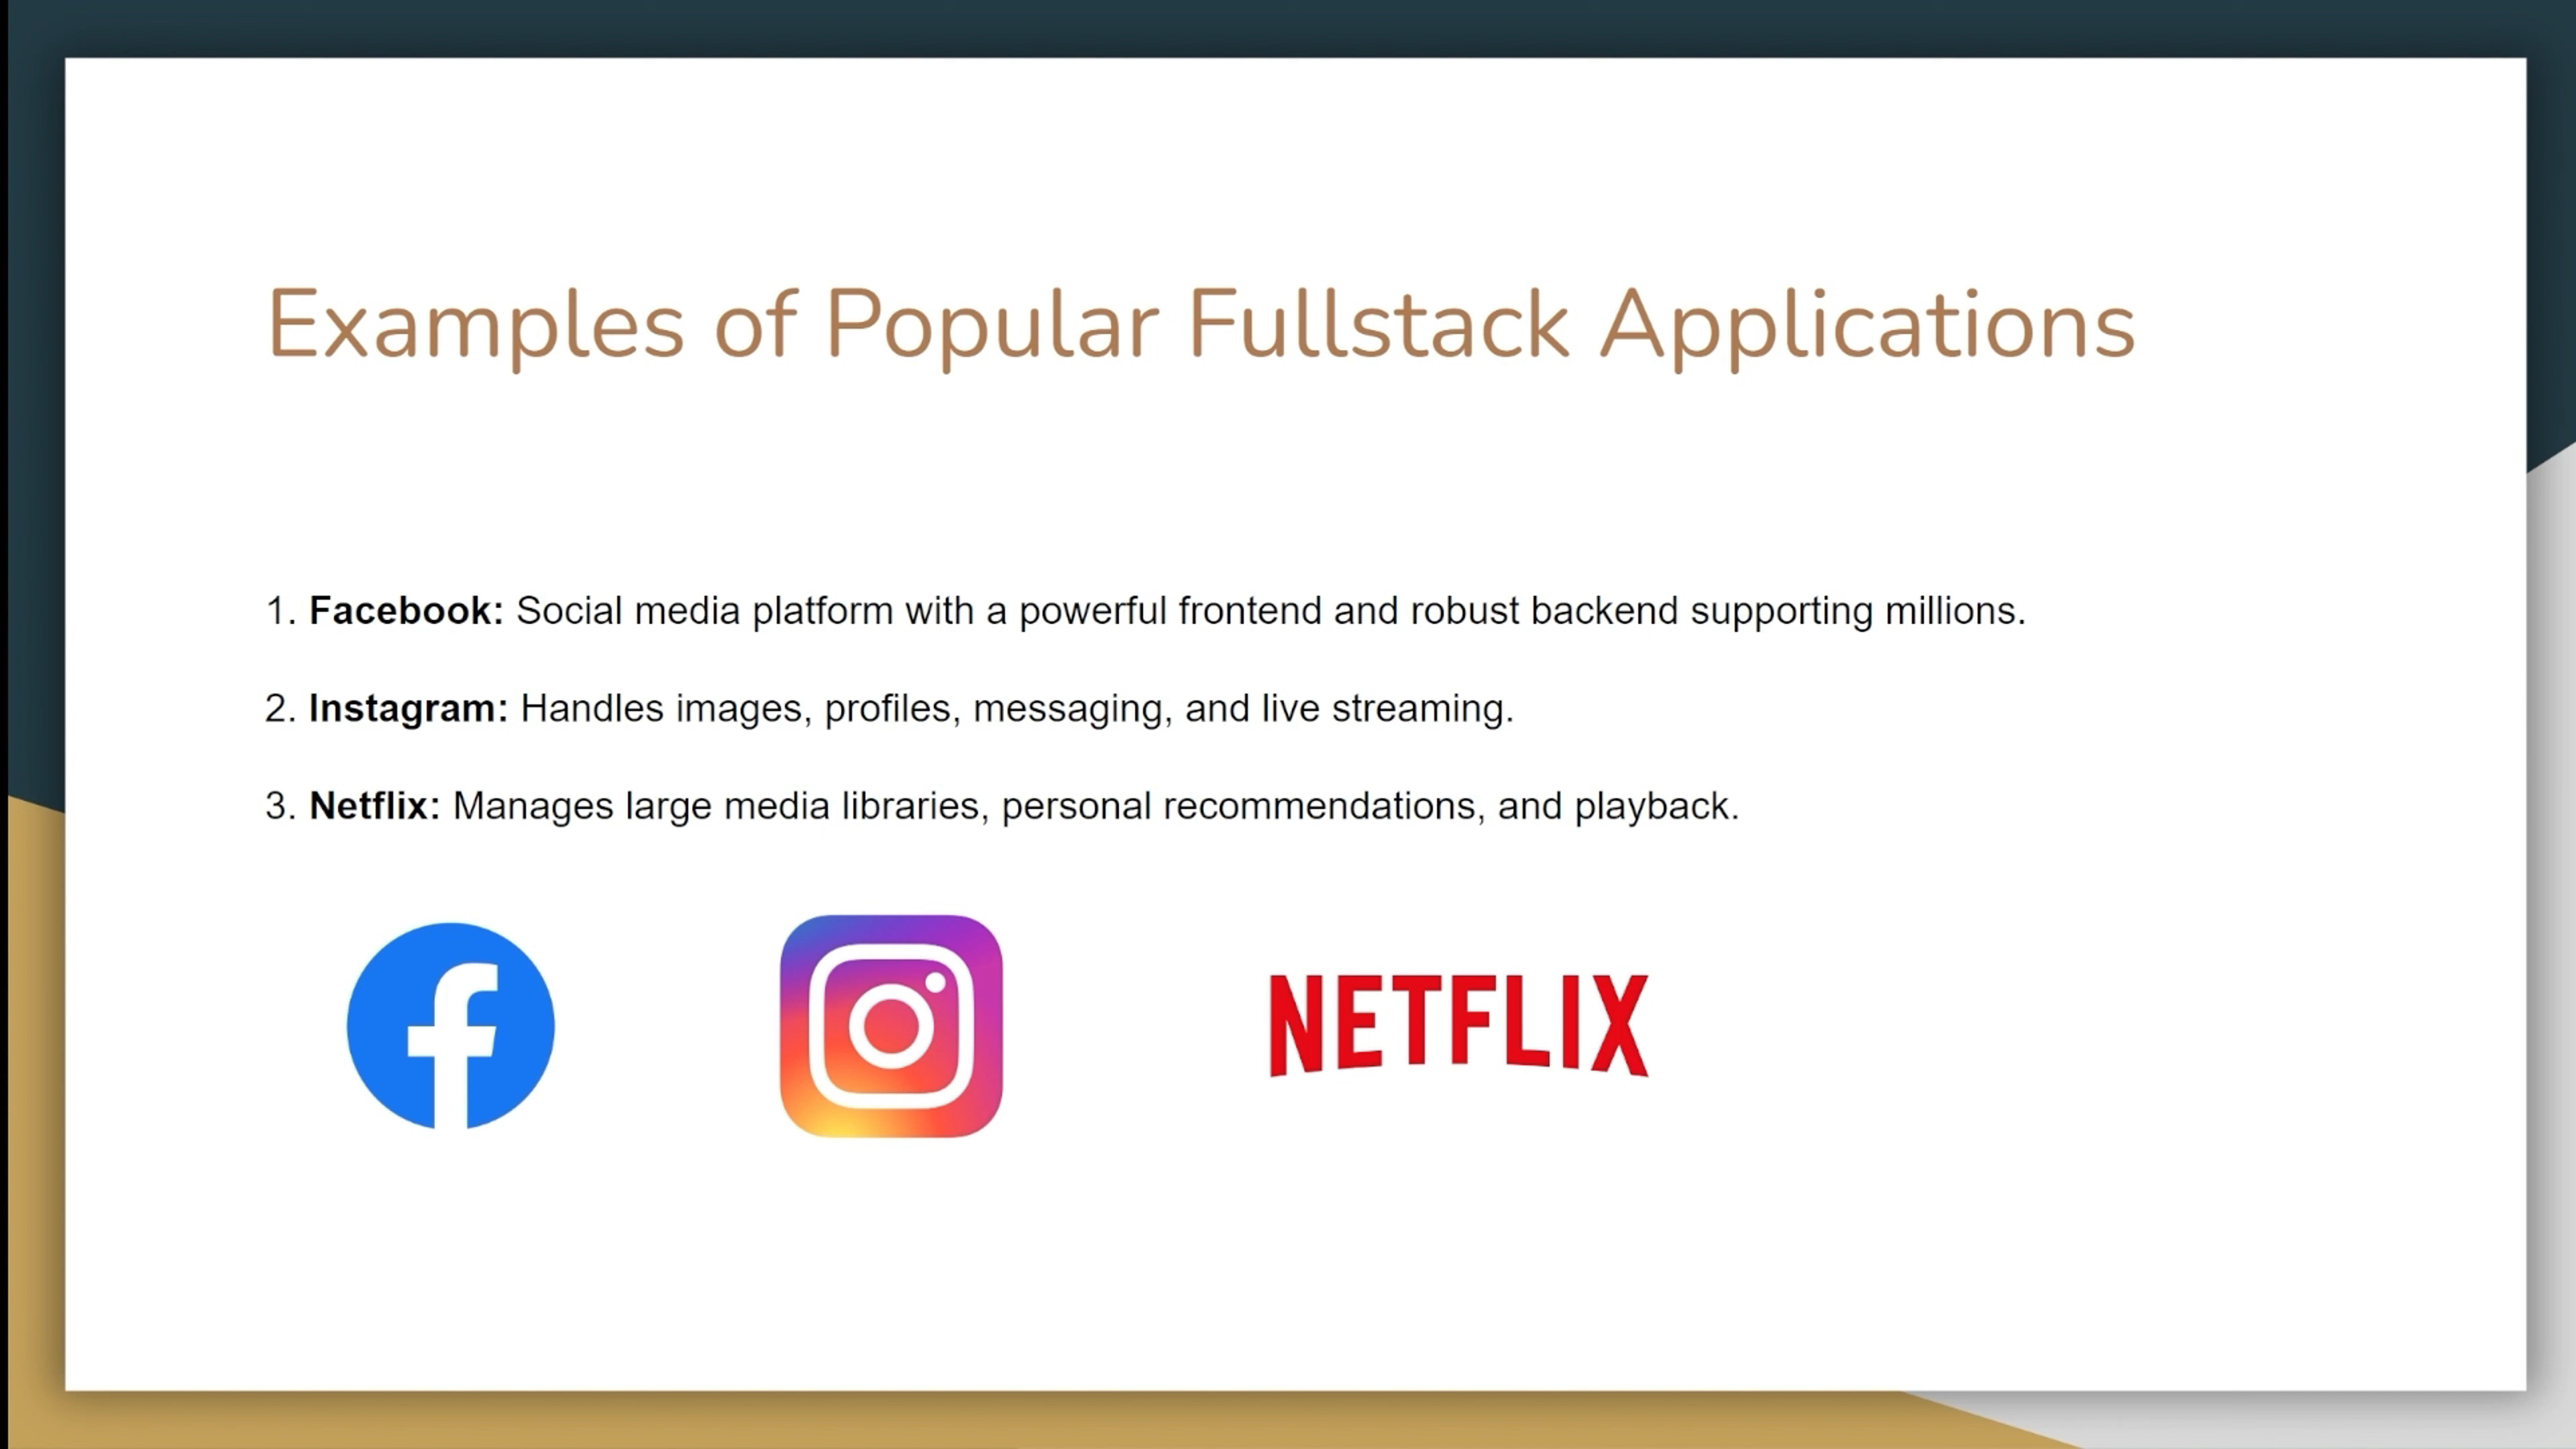 Examples of Popular Fullstack Applications
1. Facebook: Social media platform with a powerful frontend and robust backend supporting millions.
2. Instagram: Handles images, profiles, messaging, and live streaming.
3. Netflix: Manages large media libraries, personal recommendations, and playback.
NETFLIX